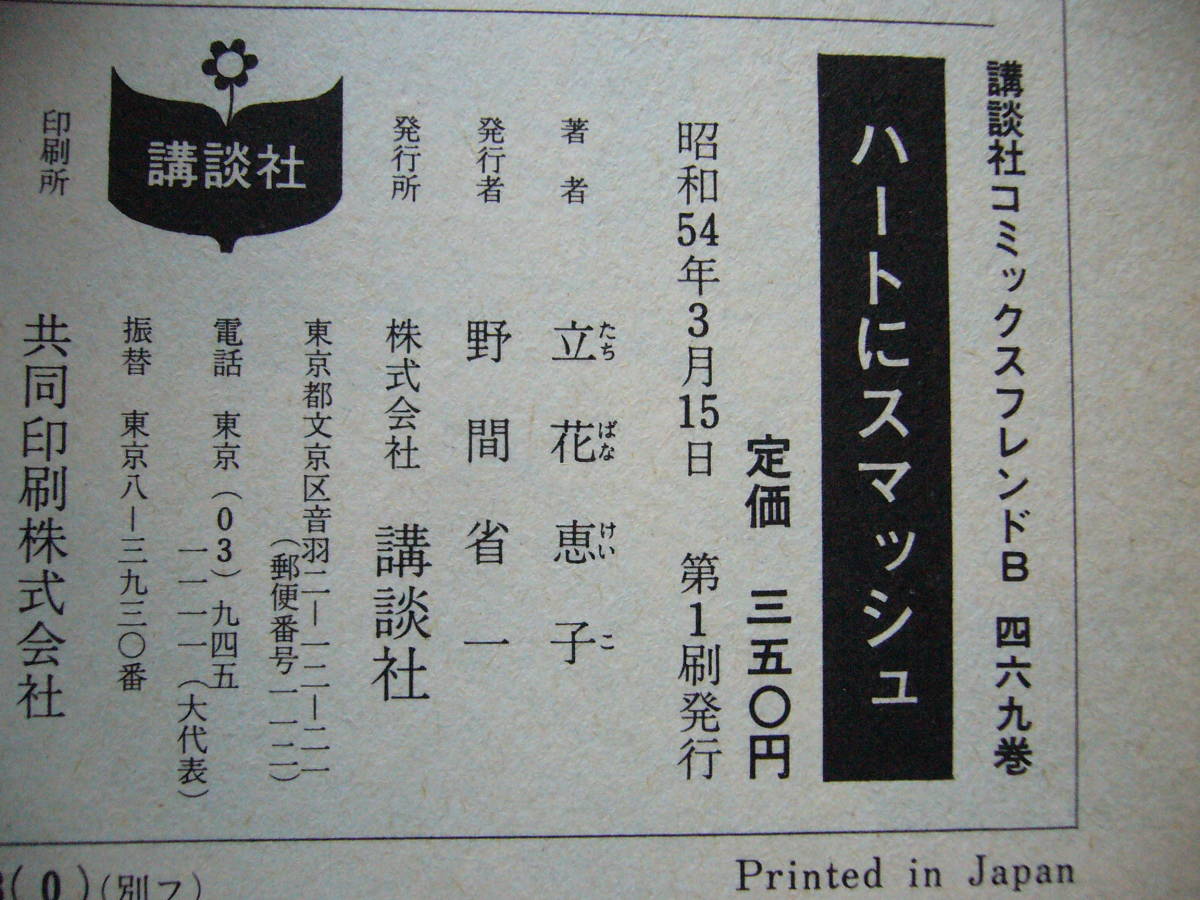 講談社コミックスフレンドB 四六九巻
ハートにスマッシュ
定価 三五〇円
昭和54年3月15日 第1刷発行
著者 立花恵子
たちばなけいこ
発行者 野間省一
発行所 株式会社 講談社
東京都文京区音羽二―一二―二一
(郵便番号一一二)
電話 東京(03)九四五
一一一一(大代表)
振替 東京八―三九三〇番
講談社
印刷所 共同印刷株式会社
(0)(別フ)
Printed in Japan